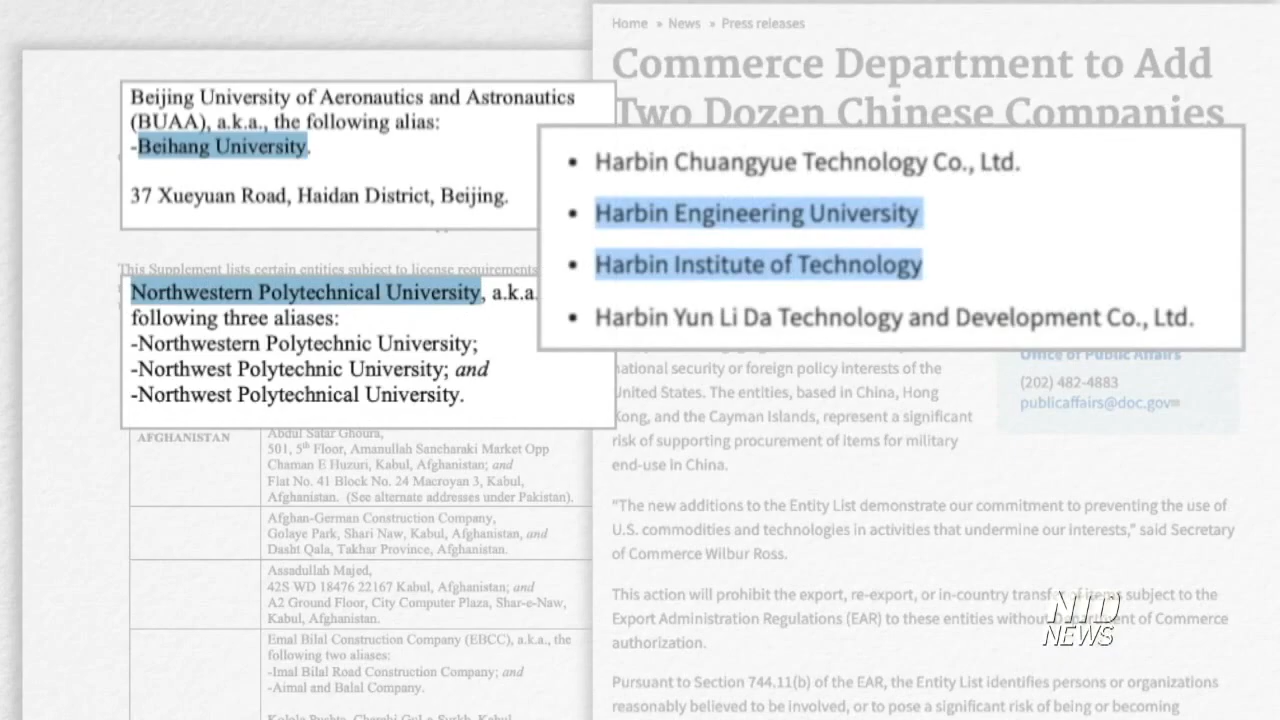 Home » News » Press releases
Commerce Department to Add
Two Dozen Chinese Companies
Beijing University of Aeronautics and Astronautics
(BUAA), a.k.a., the following alias:
-Beihang University.
37 Xueyuan Road, Haidan District, Beijing.
This Supplement lists certain entities subject to license requirements
Northwestern Polytechnical University, a.k.a.
following three aliases:
-Northwestern Polytechnic University;
-Northwest Polytechnic University; and
-Northwest Polytechnical University.
• Harbin Chuangyue Technology Co., Ltd.
• Harbin Engineering University
• Harbin Institute of Technology
• Harbin Yun Li Da Technology and Development Co., Ltd.
AFGHANISTAN
Abdul Satar Ghoura,
501, 5th Floor, Amanullah Sancharaki Market Opp
Chaman E Huzuri, Kabul, Afghanistan; and
Flat No. 41 Block No. 24 Macroyan 3, Kabul,
Afghanistan. (See alternate addresses under Pakistan).
Afghan-German Construction Company,
Golaye Park, Shari Naw, Kabul, Afghanistan, and
Dasht Qala, Takhar Province, Afghanistan.
Assadullah Majed,
42S WD 18476 22167 Kabul, Afghanistan; and
A2 Ground Floor, City Computer Plaza, Shar-e-Naw,
Kabul, Afghanistan.
Emal Bilal Construction Company (EBCC), a.k.a., the
following two aliases:
-Imal Bilal Road Construction Company; and
-Aimal and Balal Company.
national security or foreign policy interests of the
United States. The entities, based in China, Hong
Kong, and the Cayman Islands, represent a significant
risk of supporting procurement of items for military
end-use in China.
Office of Public Affairs
(202) 482-4883
publicaffairs@doc.gov
"The new additions to the Entity List demonstrate our commitment to preventing the use of
U.S. commodities and technologies in activities that undermine our interests," said Secretary
of Commerce Wilbur Ross.
This action will prohibit the export, re-export, or in-country transfer of items subject to the
Export Administration Regulations (EAR) to these entities without Department of Commerce
authorization.
Pursuant to Section 744.11(b) of the EAR, the Entity List identifies persons or organizations
reasonably believed to be involved, or to pose a significant risk of being or becoming
NTD
NEWS